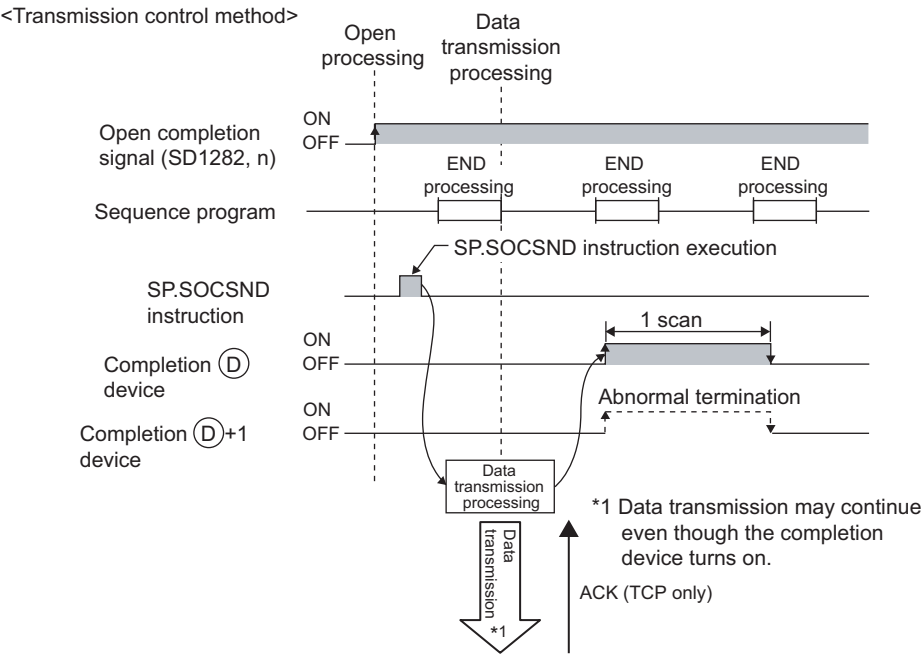 <Transmission control method>
Open
processing
Data
transmission
processing
Open completion
signal (SD1282, n)
ON
OFF
END
processing
END
processing
END
processing
Sequence program
SP.SOCSND instruction execution
SP.SOCSND
instruction
1 scan
ON
OFF
Completion D
device
Abnormal termination
ON
OFF
Completion D+1
device
Data
transmission
processing
*1 Data transmission may continue
even though the completion
device turns on.
Data
transmission
*1
ACK (TCP only)